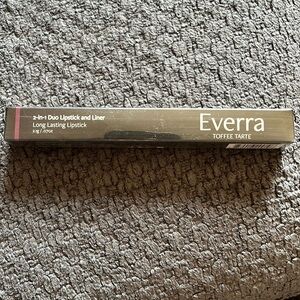 2-in-1 Duo Lipstick and Liner
Long Lasting Lipstick
Everra
TOFFEE TARTE